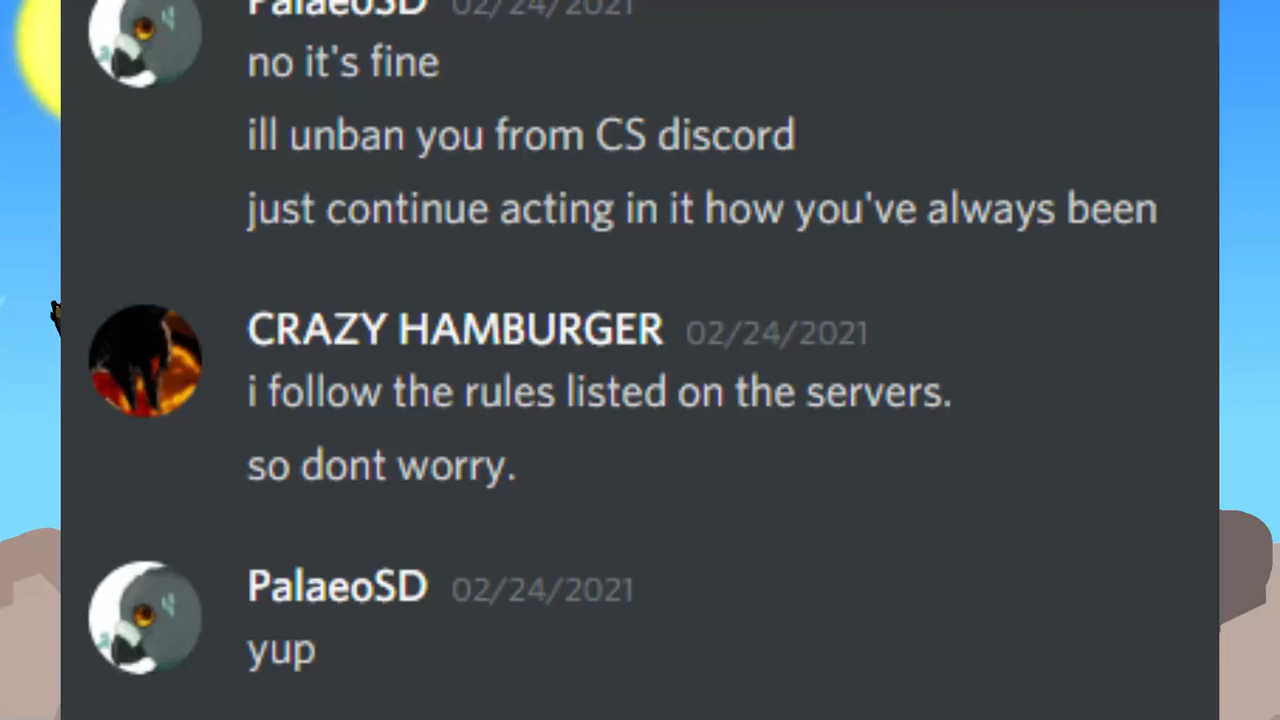 PalaeoSD 02/24/2021
no it's fine
ill unban you from CS discord
just continue acting in it how you've always been
CRAZY HAMBURGER 02/24/2021
i follow the rules listed on the servers.
so dont worry.
PalaeoSD 02/24/2021
yup